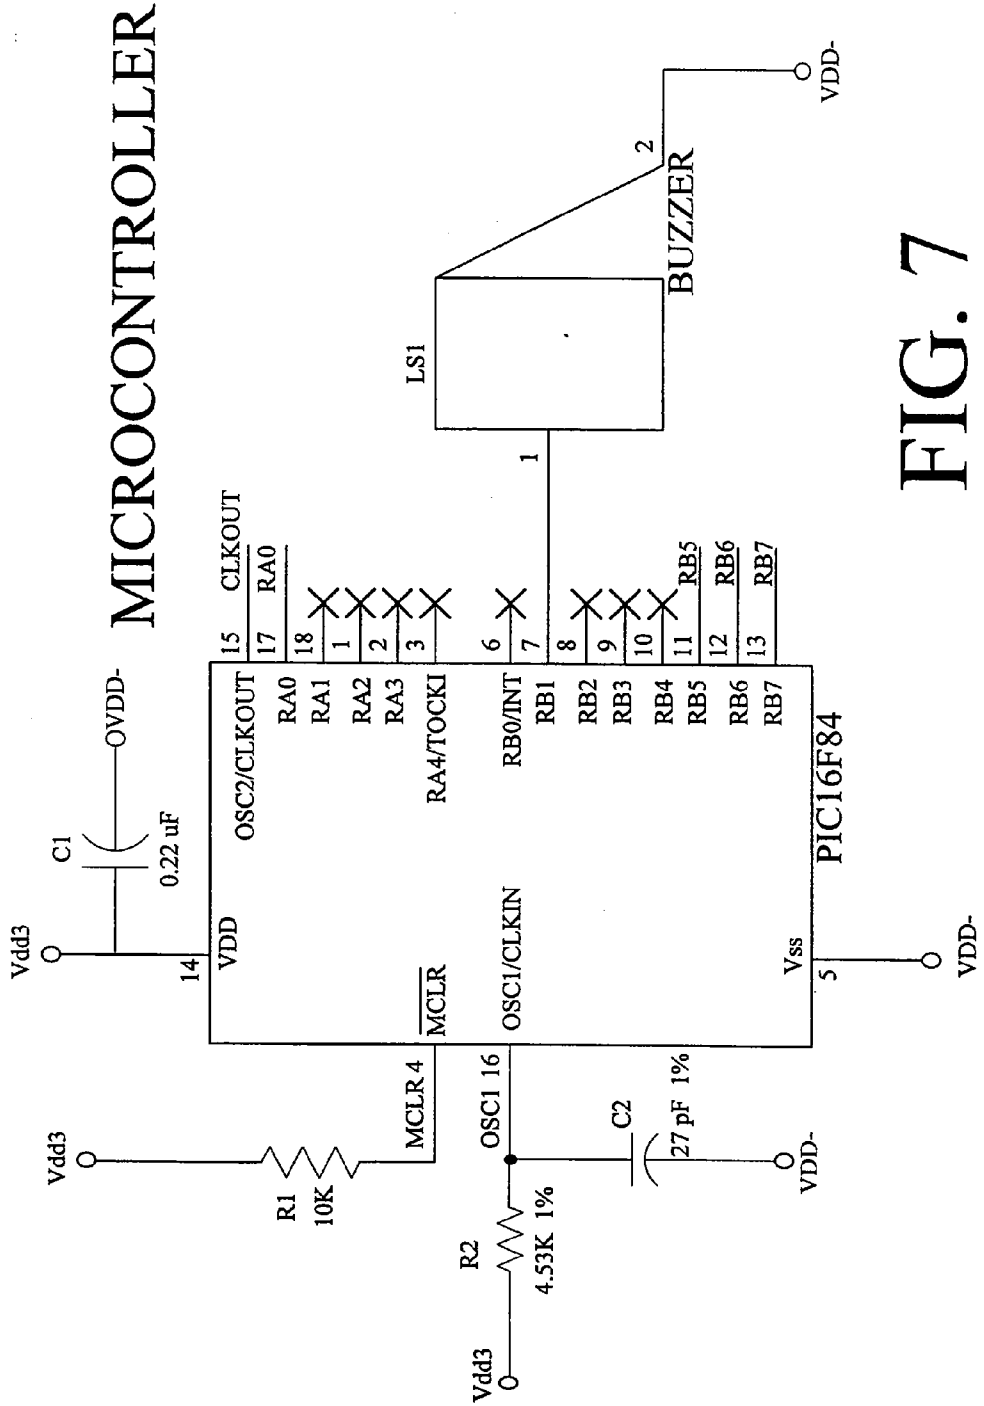 MICROCONTROLLER
Vdd3
C1
0.22 uF
OVDD-
14
VDD
Vdd3
R1
10K
MCLR 4
MCLR
OSC1 16
OSC1/CLKIN
Vdd3
R2
4.53K 1%
C2
27 pF 1%
VDD-
Vss
5
VDD-
PIC16F84
OSC2/CLKOUT
15
CLKOUT
RA0
17
RA0
RA1
18
RA2
1
RA3
2
RA4/TOCKI
3
RB0/INT
6
RB1
7
RB2
8
RB3
9
RB4
10
RB5
11
RB5
RB6
12
RB6
RB7
13
RB7
1
LS1
BUZZER
2
VDD-
FIG. 7